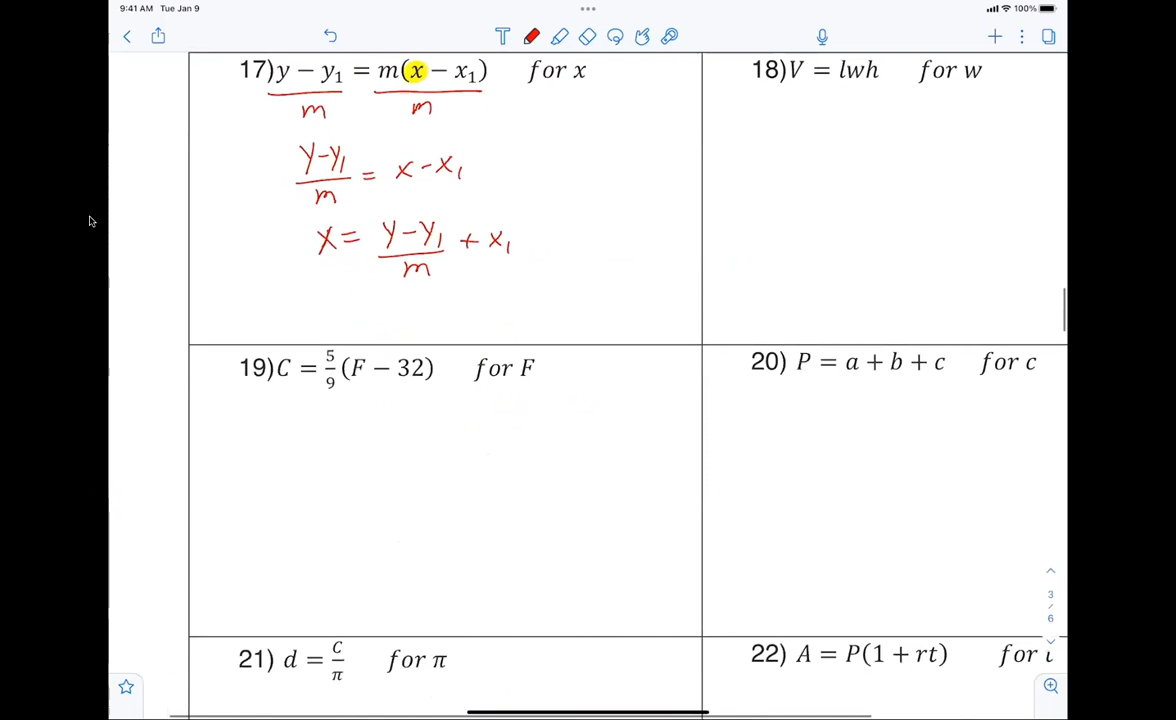 9:41 AM Tue Jan 9
100%
17) y − y₁ = m(x − x₁) for x
m m
y-y₁/m = x - x₁
x = y-y₁/m + x₁
18) V = lwh for w
19) C = 5/9 (F − 32) for F
20) P = a + b + c for c
21) d = C/π for π
22) A = P(1 + rt) for
3
/
6